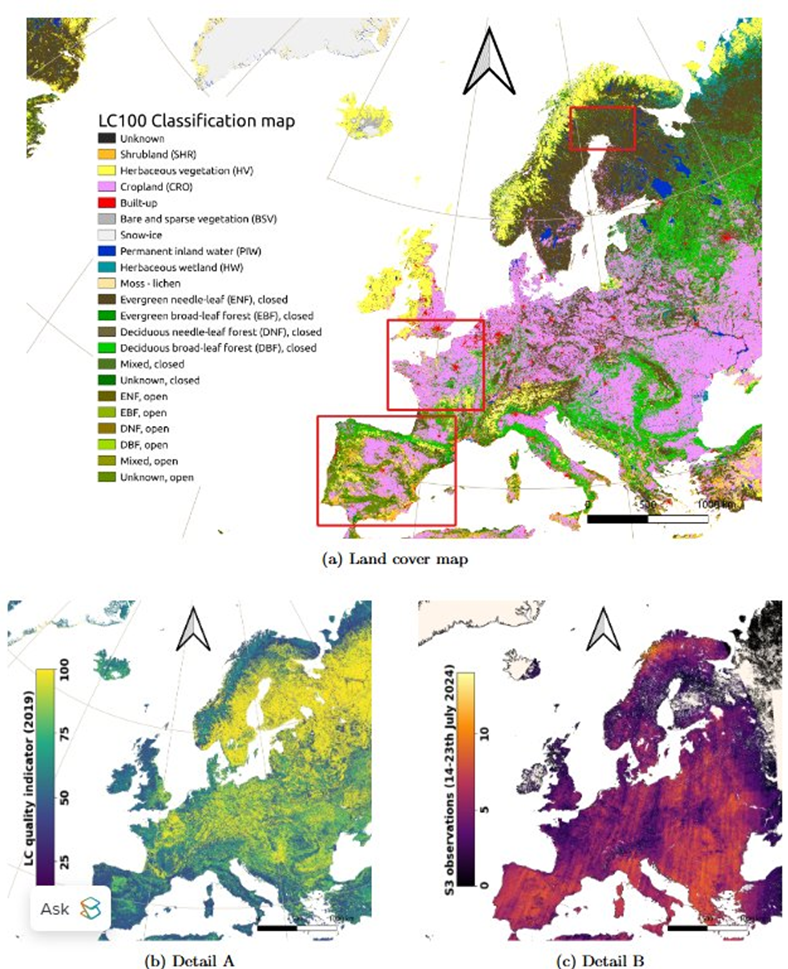 LC100 Classification map
Unknown
Shrubland (SHR)
Herbaceous vegetation (HV)
Cropland (CRO)
Built-up
Bare and sparse vegetation (BSV)
Snow-ice
Permanent inland water (PIW)
Herbaceous wetland (HW)
Moss - lichen
Evergreen needle-leaf (ENF), closed
Evergreen broad-leaf forest (EBF), closed
Deciduous needle-leaf forest (DNF), closed
Deciduous broad-leaf forest (DBF), closed
Mixed, closed
Unknown, closed
ENF, open
EBF, open
DNF, open
DBF, open
Mixed, open
Unknown, open
0 500 1000 km
(a) Land cover map
LC quality indicator (2019)
100
75
50
25
Ask
(b) Detail A
S3 observations (14-23th July 2024)
10
5
0
(c) Detail B